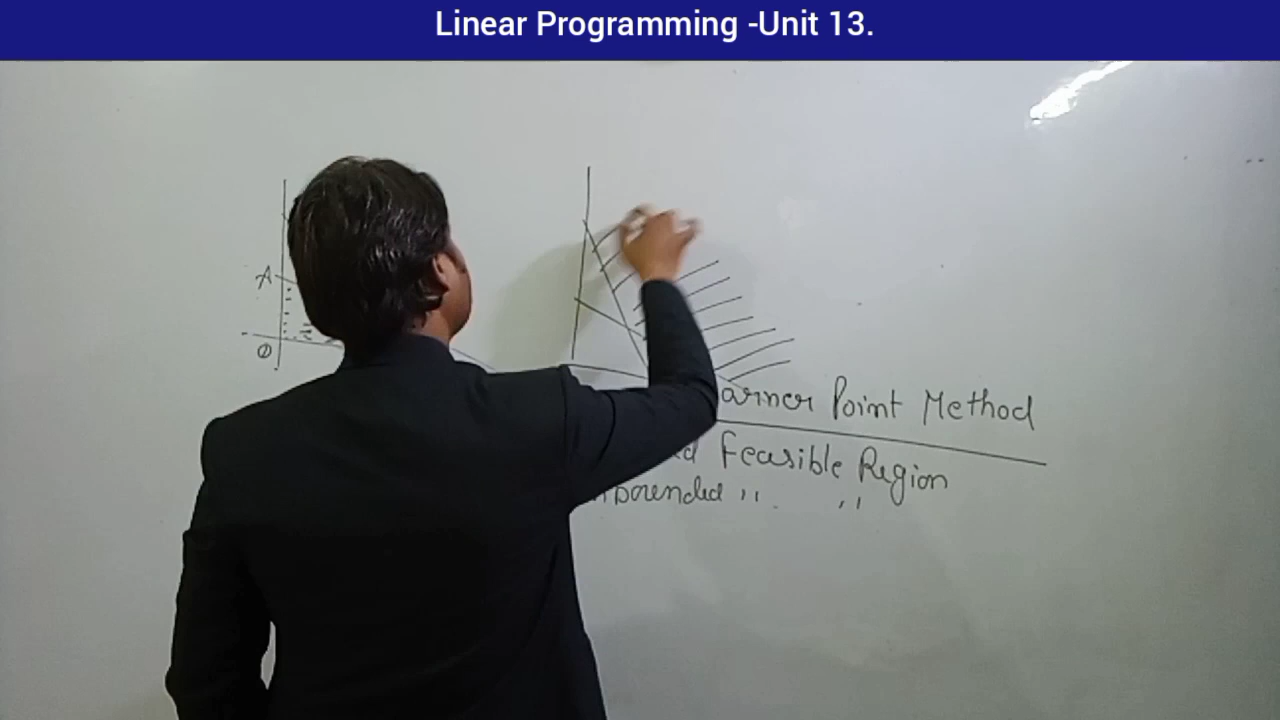 Linear Programming -Unit 13.
A
O
Point Method
Feasible Region
"  "